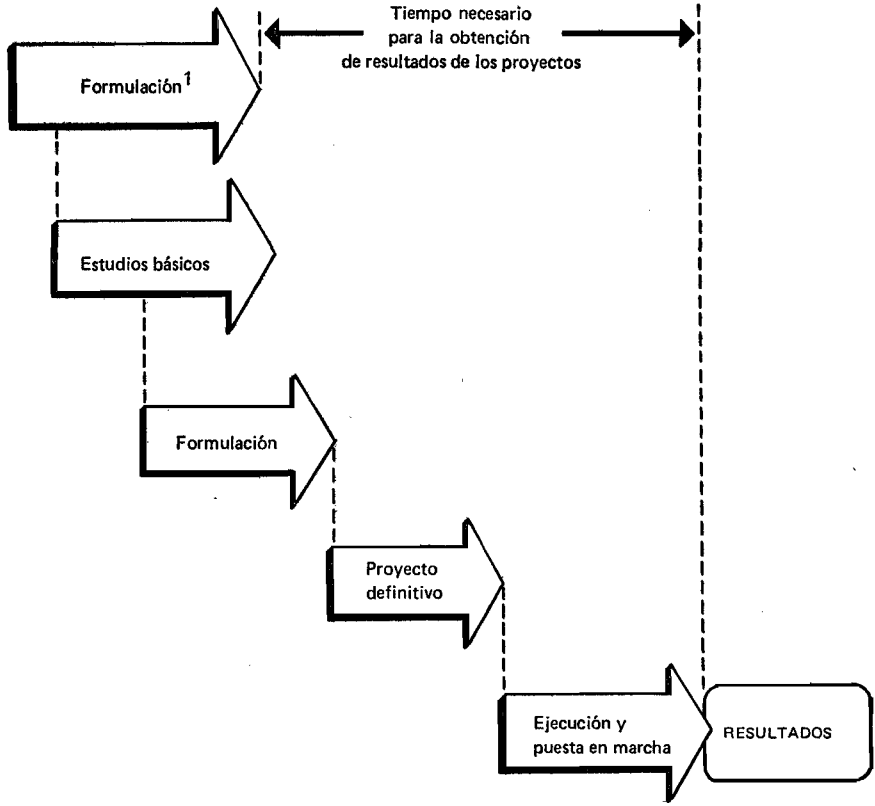 Tiempo necesario
para la obtención
de resultados de los proyectos
Formulación1
Estudios básicos
Formulación
Proyecto
definitivo
Ejecución y
puesta en marcha
RESULTADOS